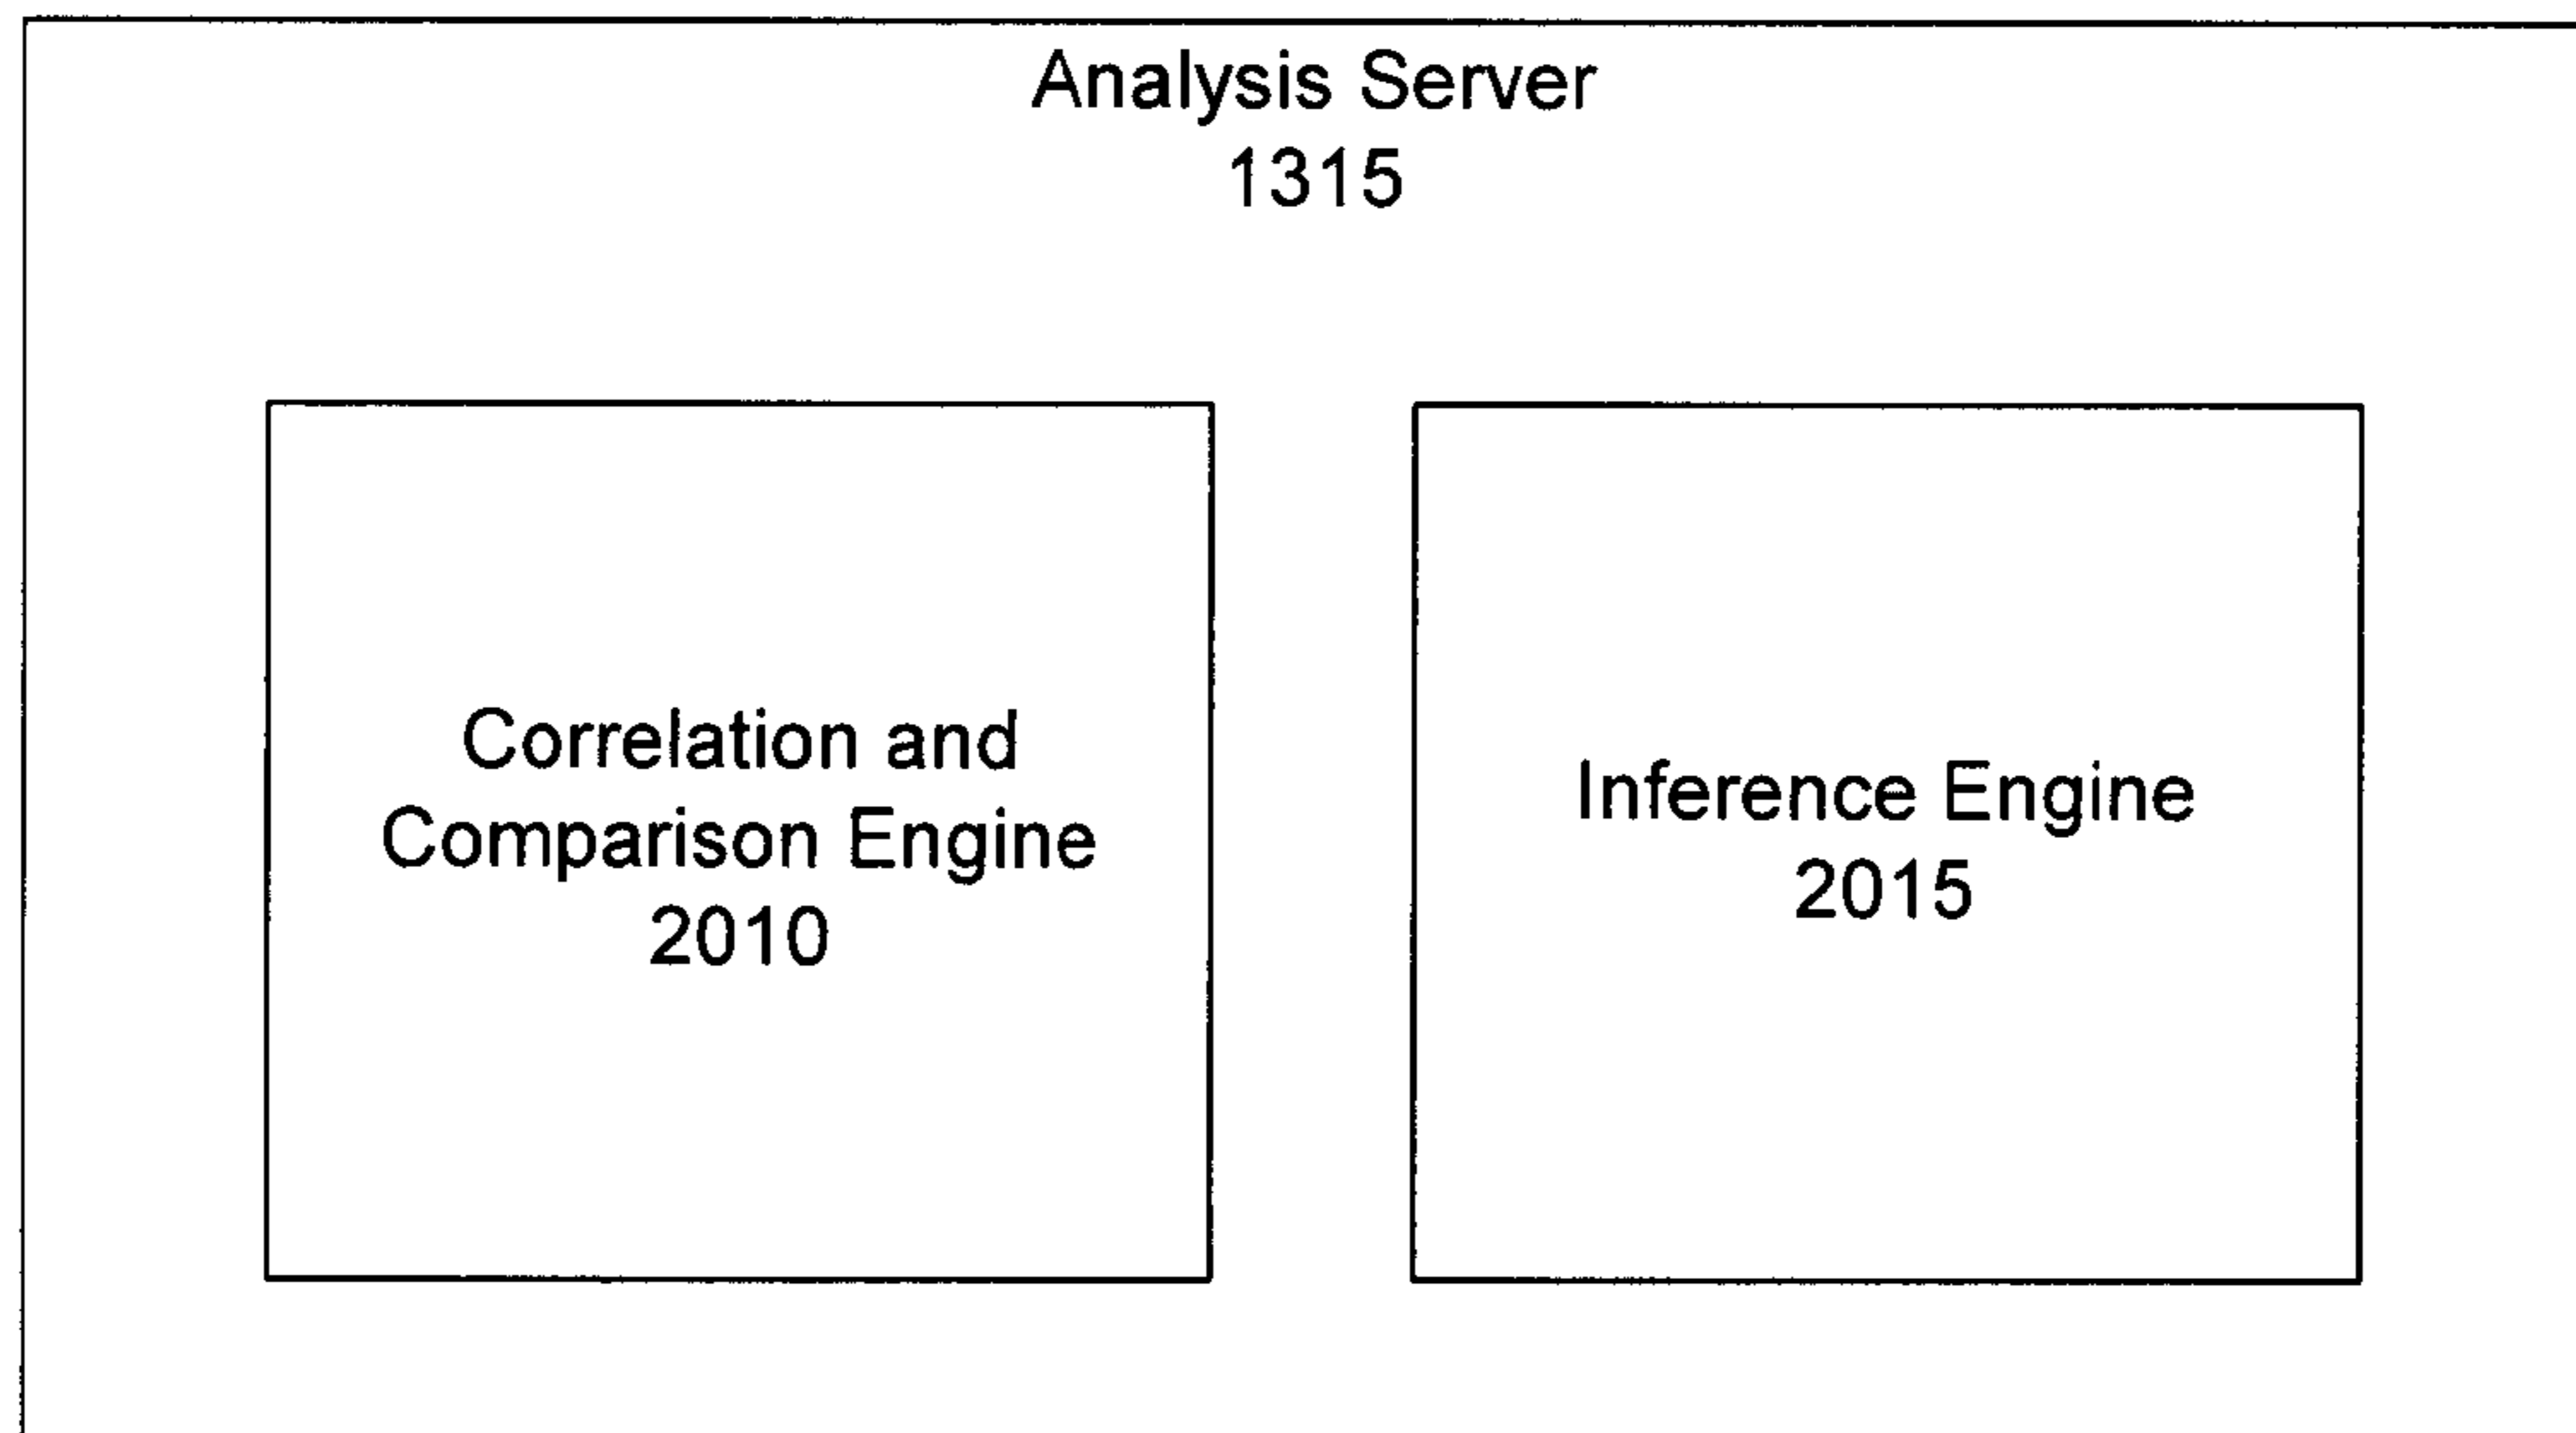 Analysis Server
1315
Correlation and
Comparison Engine
2010
Inference Engine
2015